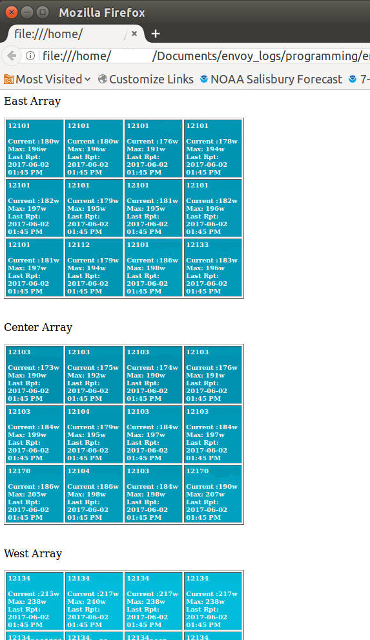 Mozilla Firefox
file:///home/ /
file:///home/ /Documents/envoy_logs/programming/e
Most Visited Customize Links NOAA Salisbury Forecast 7-
East Array
12101 12101 12101 12101
Current :180w Current :180w Current :176w Current :178w
Max: 196w Max: 196w Max: 191w Max: 194w
Last Rpt: Last Rpt: Last Rpt: Last Rpt:
2017-06-02 2017-06-02 2017-06-02 2017-06-02
01:45 PM 01:45 PM 01:45 PM 01:45 PM
12101 12101 12101 12101
Current :182w Current :179w Current :181w Current :182w
Max: 197w Max: 195w Max: 195w Max: 196w
Last Rpt: Last Rpt: Last Rpt: Last Rpt:
2017-06-02 2017-06-02 2017-06-02 2017-06-02
01:45 PM 01:45 PM 01:45 PM 01:45 PM
12101 12112 12101 12133
Current :181w Current :179w Current :186w Current :183w
Max: 197w Max: 194w Max: 198w Max: 196w
Last Rpt: Last Rpt: Last Rpt: Last Rpt:
2017-06-02 2017-06-02 2017-06-02 2017-06-02
01:45 PM 01:45 PM 01:45 PM 01:45 PM
Center Array
12103 12103 12103 12103
Current :173w Current :175w Current :174w Current :176w
Max: 190w Max: 192w Max: 190w Max: 191w
Last Rpt: Last Rpt: Last Rpt: Last Rpt:
2017-06-02 2017-06-02 2017-06-02 2017-06-02
01:45 PM 01:45 PM 01:45 PM 01:45 PM
12103 12104 12103 12103
Current :184w Current :179w Current :184w Current :184w
Max: 199w Max: 195w Max: 197w Max: 197w
Last Rpt: Last Rpt: Last Rpt: Last Rpt:
2017-06-02 2017-06-02 2017-06-02 2017-06-02
01:45 PM 01:45 PM 01:45 PM 01:45 PM
12170 12104 12103 12170
Current :186w Current :186w Current :184w Current :190w
Max: 205w Max: 198w Max: 198w Max: 207w
Last Rpt: Last Rpt: Last Rpt: Last Rpt:
2017-06-02 2017-06-02 2017-06-02 2017-06-02
01:45 PM 01:45 PM 01:45 PM 01:45 PM
West Array
12134 12134 12134 12134
Current :215w Current :217w Current :217w Current :217w
Max: 238w Max: 240w Max: 238w Max: 238w
Last Rpt: Last Rpt: Last Rpt: Last Rpt:
2017-06-02 2017-06-02 2017-06-02 2017-06-02
01:45 PM 01:45 PM 01:45 PM 01:45 PM
12134 12134 12134 12134